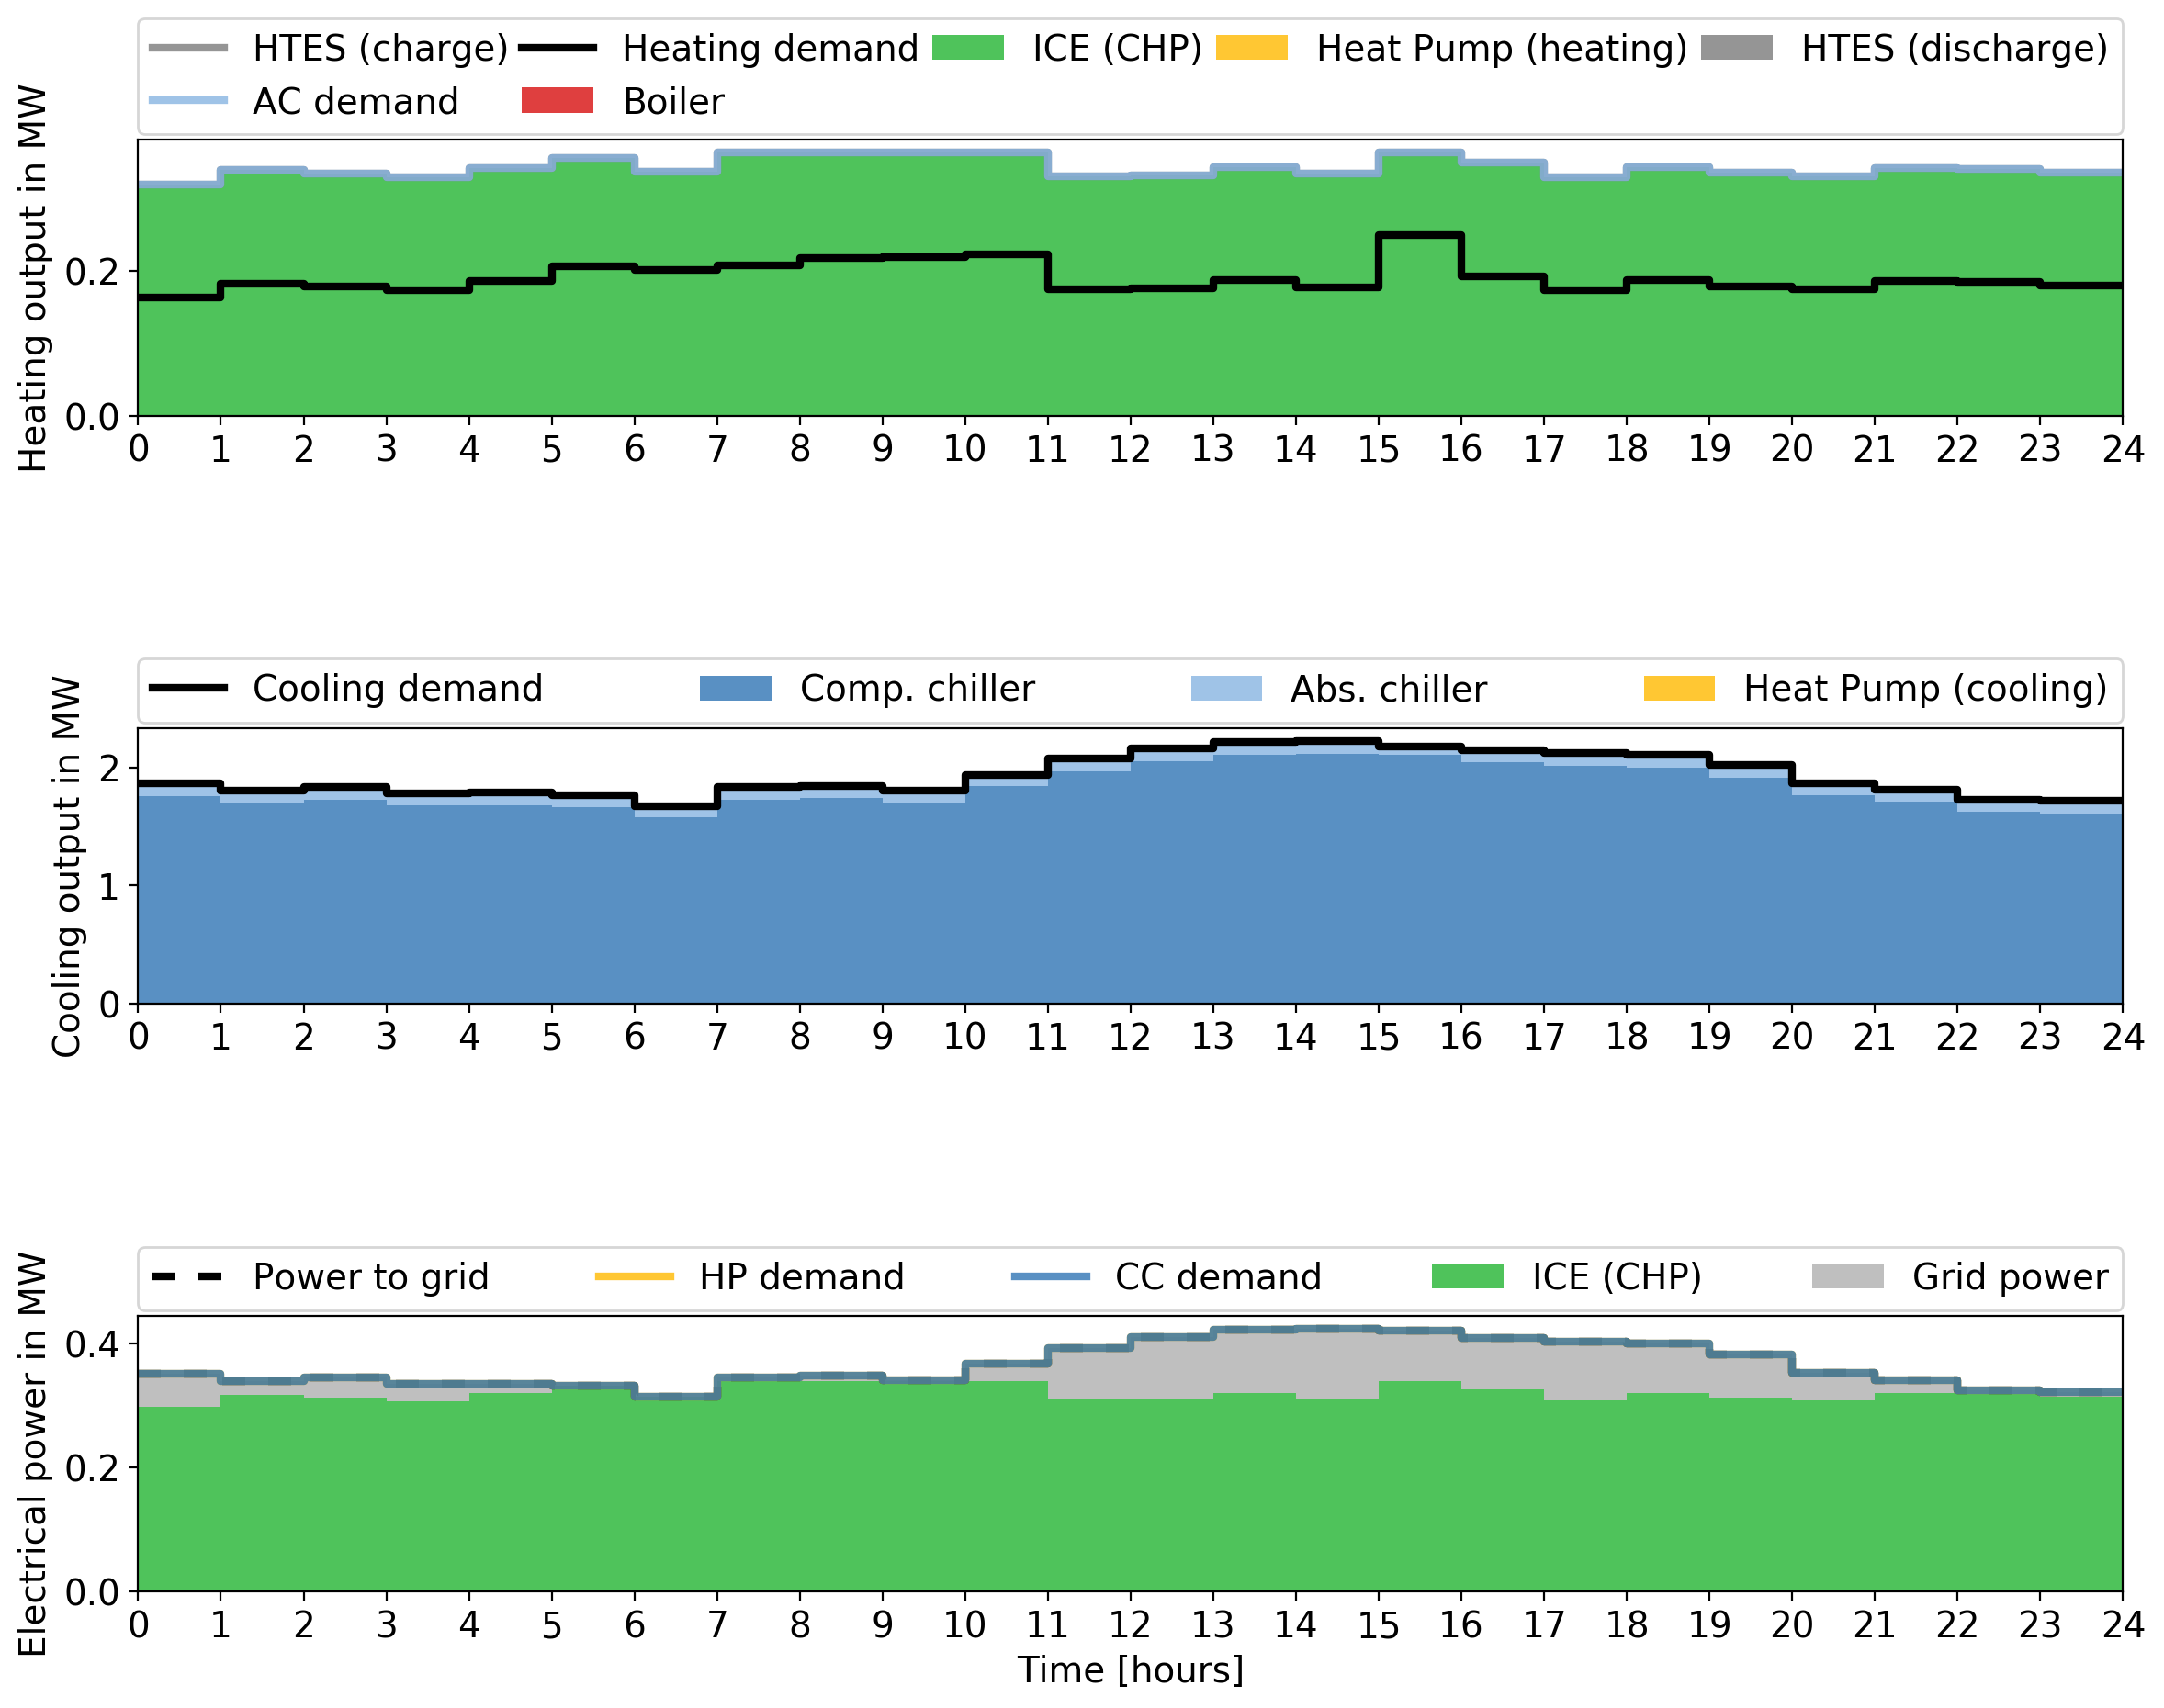 HTES (charge) Heating demand ICE (CHP) Heat Pump (heating) HTES (discharge)
AC demand Boiler
Heating output in MW
0.2
0.0
0 1 2 3 4 5 6 7 8 9 10 11 12 13 14 15 16 17 18 19 20 21 22 23 24
Cooling demand Comp. chiller Abs. chiller Heat Pump (cooling)
Cooling output in MW
2
1
0
0 1 2 3 4 5 6 7 8 9 10 11 12 13 14 15 16 17 18 19 20 21 22 23 24
Power to grid HP demand CC demand ICE (CHP) Grid power
Electrical power in MW
0.4
0.2
0.0
0 1 2 3 4 5 6 7 8 9 10 11 12 13 14 15 16 17 18 19 20 21 22 23 24
Time [hours]